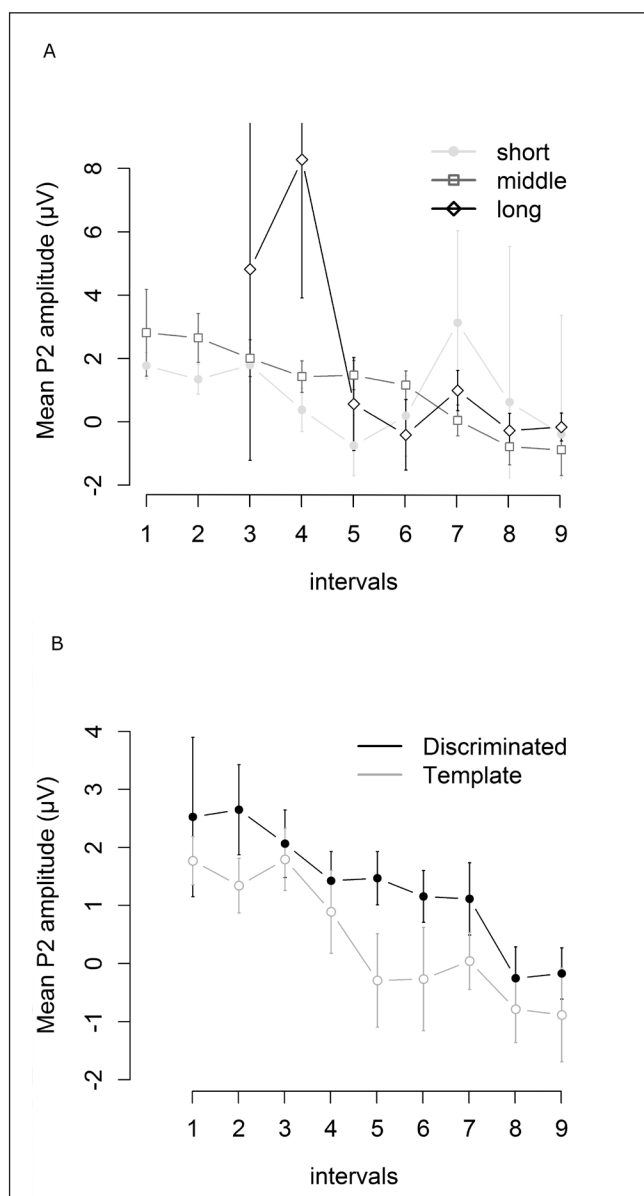 A
Mean P2 amplitude (µV)
8
6
4
2
0
-2
short
middle
long
1 2 3 4 5 6 7 8 9
intervals
B
Mean P2 amplitude (µV)
4
3
2
1
0
-1
-2
Discriminated
Template
1 2 3 4 5 6 7 8 9
intervals